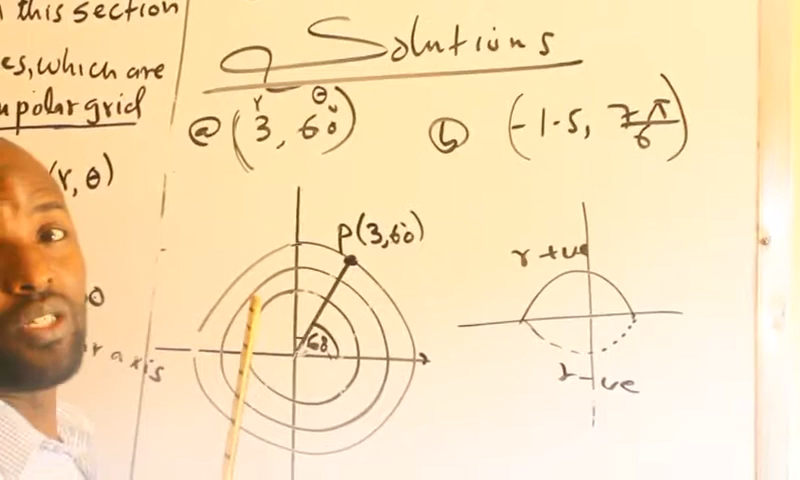 this section
es, which are
polar grid
(r, θ)
θ
r axis
Solutions
r θ
ⓐ (3, 60°)
ⓑ (-1.5, 7π/6)
P(3,60°)
60
r +ve
r -ve